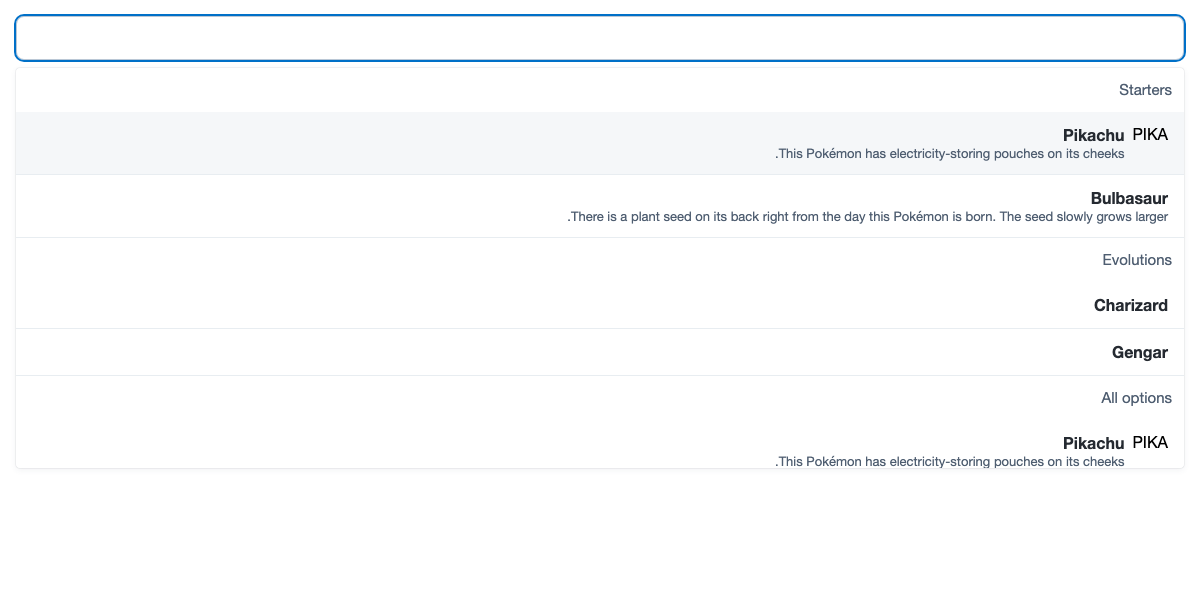 Starters
Pikachu PIKA
.This Pokémon has electricity-storing pouches on its cheeks
Bulbasaur
.There is a plant seed on its back right from the day this Pokémon is born. The seed slowly grows larger
Evolutions
Charizard
Gengar
All options
Pikachu PIKA
.This Pokémon has electricity-storing pouches on its cheeks